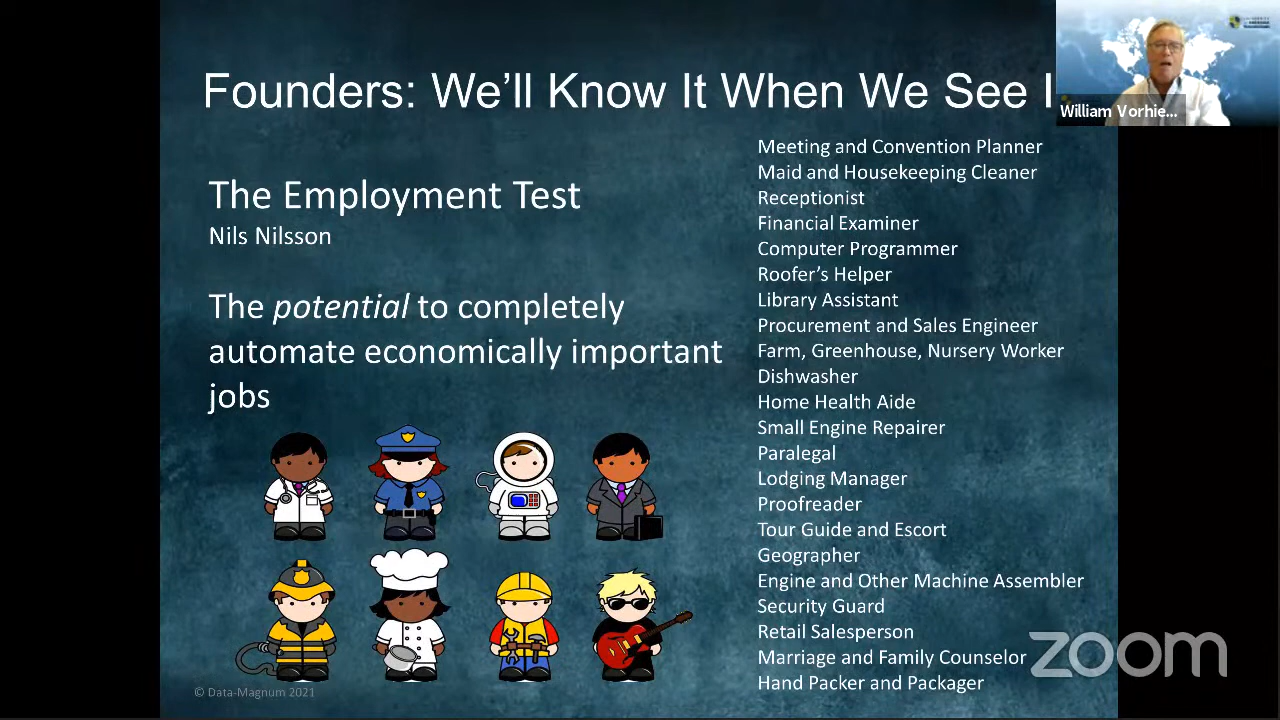 Founders: We'll Know It When We See I
William Vorhie...
The Employment Test
Nils Nilsson
The potential to completely
automate economically important
jobs
Meeting and Convention Planner
Maid and Housekeeping Cleaner
Receptionist
Financial Examiner
Computer Programmer
Roofer's Helper
Library Assistant
Procurement and Sales Engineer
Farm, Greenhouse, Nursery Worker
Dishwasher
Home Health Aide
Small Engine Repairer
Paralegal
Lodging Manager
Proofreader
Tour Guide and Escort
Geographer
Engine and Other Machine Assembler
Security Guard
Retail Salesperson
Marriage and Family Counselor
Hand Packer and Packager
zoom
© Data-Magnum 2021